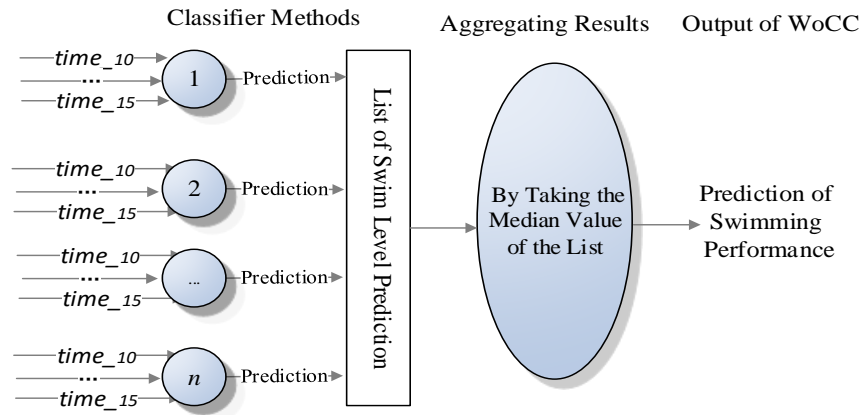 Classifier Methods
Aggregating Results
Output of WoCC
time_10
...
time_15
1
Prediction
time_10
...
time_15
2
Prediction
time_10
...
time_15
...
Prediction
time_10
...
time_15
n
Prediction
List of Swim Level Prediction
By Taking the
Median Value
of the List
Prediction of
Swimming
Performance